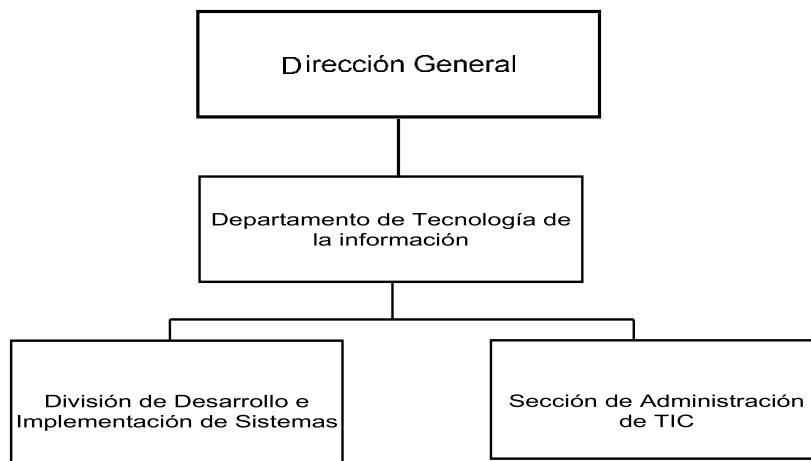 Dirección General
Departamento de Tecnología de
la información
División de Desarrollo e
Implementación de Sistemas
Sección de Administración
de TIC